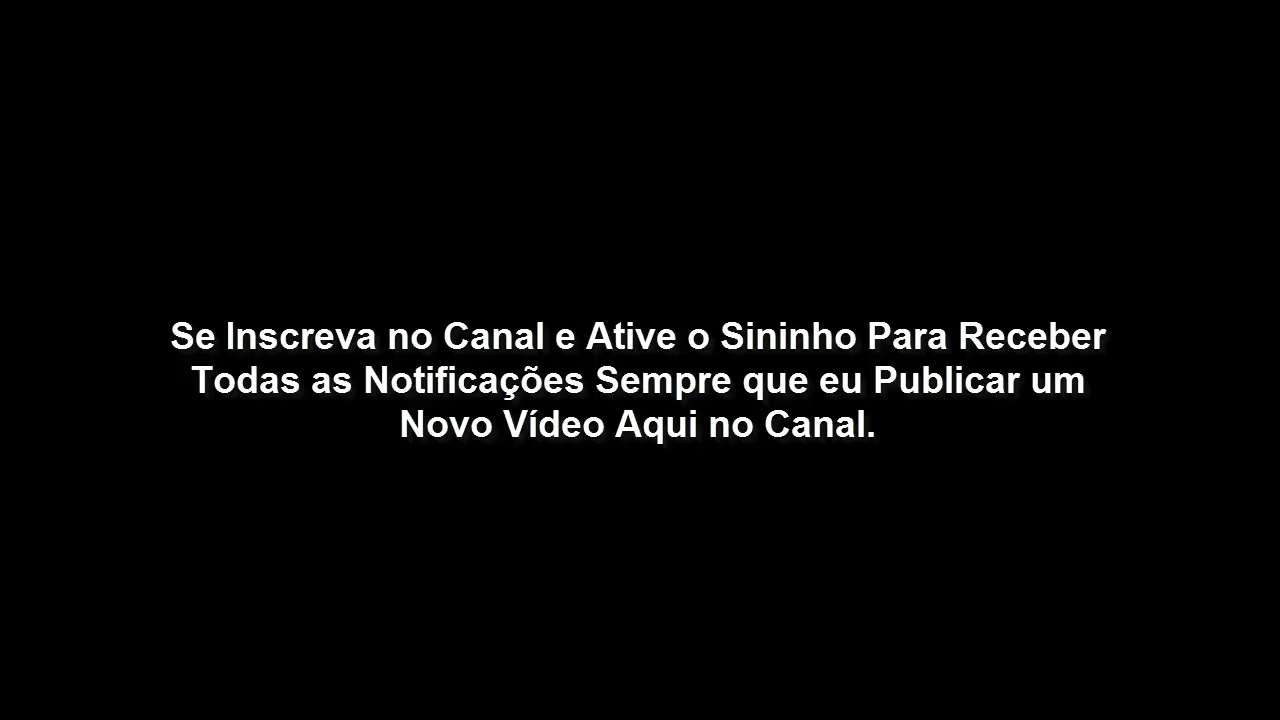 Se Inscreva no Canal e Ative o Sininho Para Receber
Todas as Notificações Sempre que eu Publicar um
Novo Vídeo Aqui no Canal.